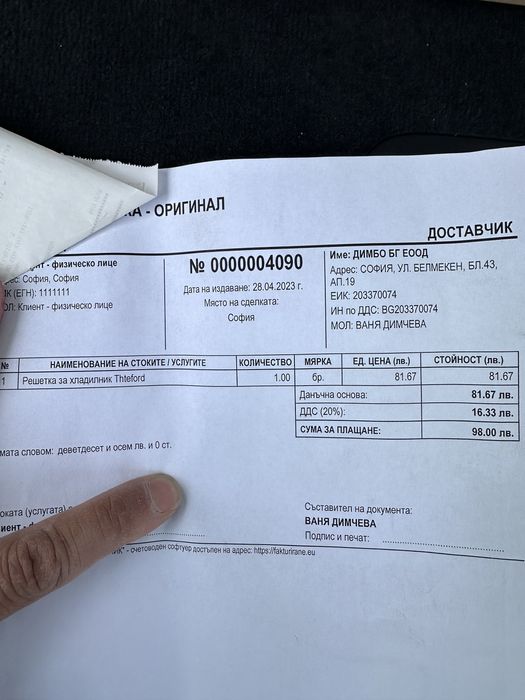 КА - ОРИГИНАЛ
ДОСТАВЧИК
- физическо лице
София, София
(ЕГН): 1111111
Клиент - физическо лице
№ 0000004090
Дата на издаване: 28.04.2023 г.
Място на сделката:
София
Име: ДИМБО БГ ЕООД
Адрес: СОФИЯ, УЛ. БЕЛМЕКЕН, БЛ.43,
АП.19
ЕИК: 203370074
ИН по ДДС: BG203370074
МОЛ: ВАНЯ ДИМЧЕВА
№ НАИМЕНОВАНИЕ НА СТОКИТЕ / УСЛУГИТЕ КОЛИЧЕСТВО МЯРКА ЕД. ЦЕНА (лв.) СТОЙНОСТ (лв.)
1 Решетка за хладилник Thteford 1.00 бр. 81.67 81.67
Данъчна основа: 81.67 лв.
ДДС (20%): 16.33 лв.
СУМА ЗА ПЛАЩАНЕ: 98.00 лв.
мата словом: деветдесет и осем лв. и 0 ст.
оката (услугата)
иент -
Съставител на документа:
ВАНЯ ДИМЧЕВА
Подпис и печат:
- счетоводен софтуер достъпен на адрес: https://fakturirane.eu